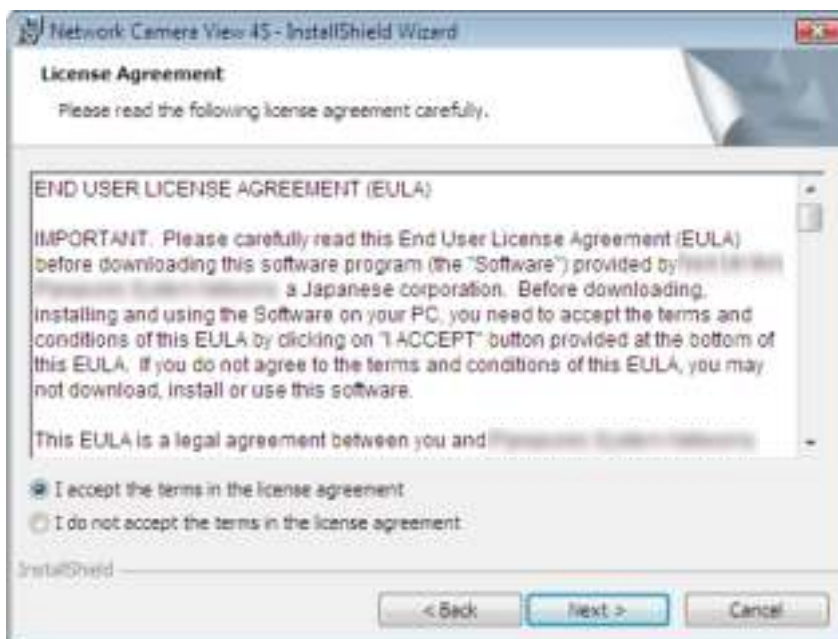 Network Camera View 4S - InstallShield Wizard
License Agreement
Please read the following license agreement carefully.
END USER LICENSE AGREEMENT (EULA)
IMPORTANT. Please carefully read this End User License Agreement (EULA)
before downloading this software program (the "Software") provided by
a Japanese corporation. Before downloading,
installing and using the Software on your PC, you need to accept the terms and
conditions of this EULA by clicking on "I ACCEPT" button provided at the bottom of
this EULA. If you do not agree to the terms and conditions of this EULA, you may
not download, install or use this software.
This EULA is a legal agreement between you and
I accept the terms in the license agreement
I do not accept the terms in the license agreement
InstallShield
< Back
Next >
Cancel